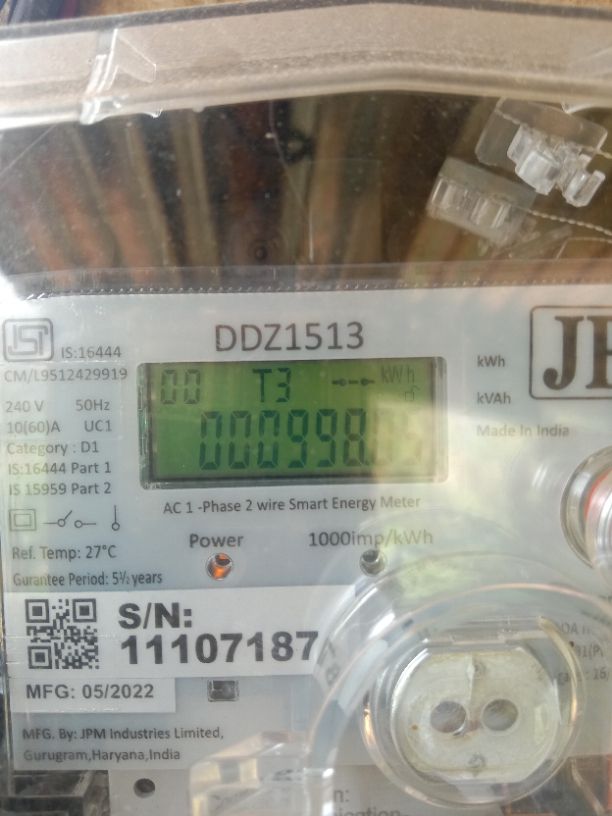 IS:16444
CM/L9512429919
DDZ1513
240 V 50Hz
10(60)A UC1
Category : D1
IS:16444 Part 1
IS 15959 Part 2
00 T3 kWh
kWh
kVAh
Made In India
AC 1 -Phase 2 wire Smart Energy Meter
Power 1000imp/kWh
Ref. Temp: 27°C
Gurantee Period: 5½ years
S/N:
11107187
MFG: 05/2022
MFG. By: JPM Industries Limited,
Gurugram,Haryana,India